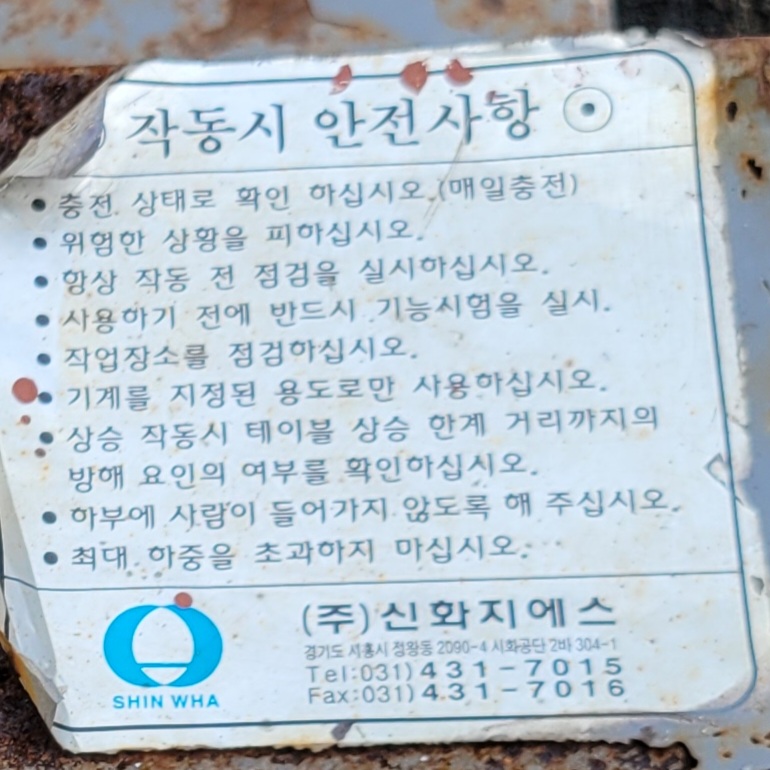 작동시 안전사항
• 충전 상태로 확인 하십시오.(매일충전)
• 위험한 상황을 피하십시오.
• 항상 작동 전 점검을 실시하십시오.
• 사용하기 전에 반드시 기능시험을 실시.
• 작업장소를 점검하십시오.
• 기계를 지정된 용도로만 사용하십시오.
• 상승 작동시 테이블 상승 한계 거리까지의
방해 요인의 여부를 확인하십시오.
• 하부에 사람이 들어가지 않도록 해 주십시오.
• 최대 하중을 초과하지 마십시오.
(주)신화지에스
경기도 시흥시 정왕동 2090-4 시화공단 2바 304-1
Tel:031)431-7015
Fax:031)431-7016
SHIN WHA